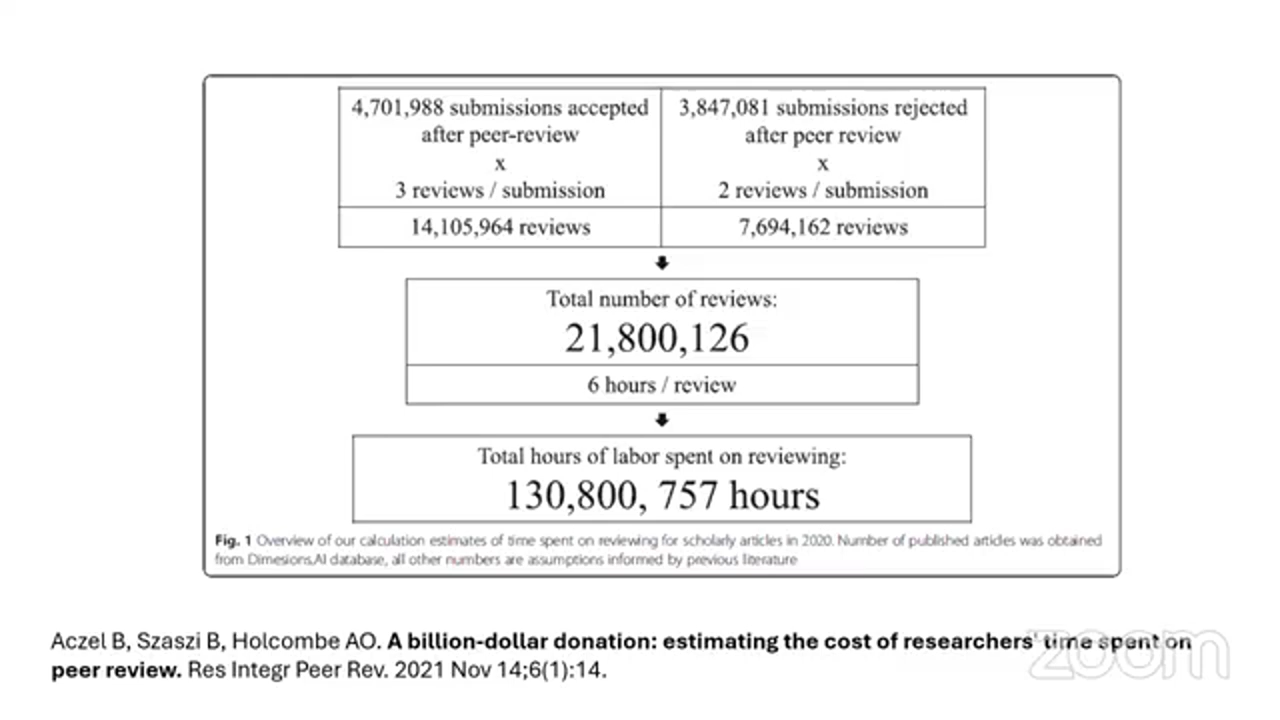 4,701,988 submissions accepted
after peer-review
x
3 reviews / submission
14,105,964 reviews
3,847,081 submissions rejected
after peer review
x
2 reviews / submission
7,694,162 reviews
Total number of reviews:
21,800,126
6 hours / review
Total hours of labor spent on reviewing:
130,800, 757 hours
Fig. 1 Overview of our calculation estimates of time spent on reviewing for scholarly articles in 2020. Number of published articles was obtained
from Dimesions.AI database, all other numbers are assumptions informed by previous literature
Aczel B, Szaszi B, Holcombe AO. A billion-dollar donation: estimating the cost of researchers' time spent on
peer review. Res Integr Peer Rev. 2021 Nov 14;6(1):14.
zoom